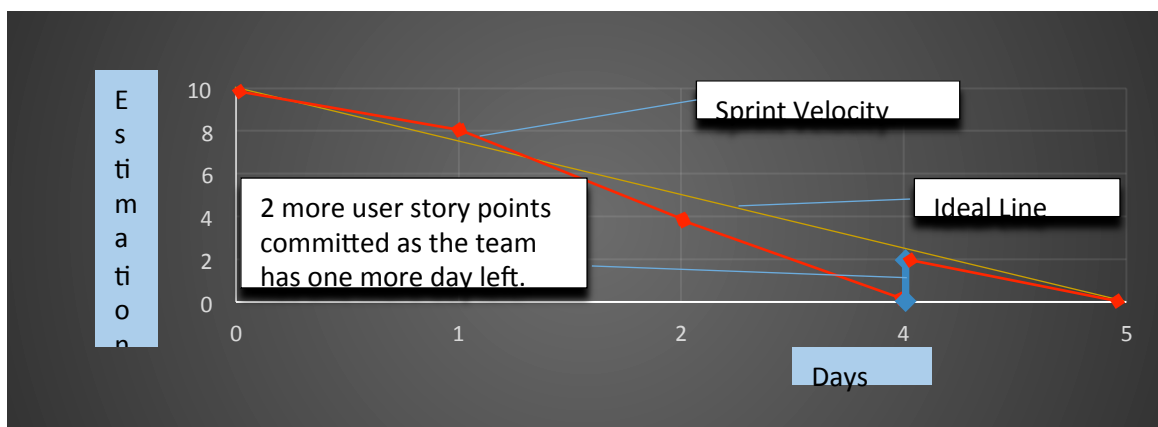 E
s
ti
m
a
ti
o
n
10
8
6
4
2
0
Sprint Velocity
Ideal Line
2 more user story points
committed as the team
has one more day left.
0 1 2 4 5
Days